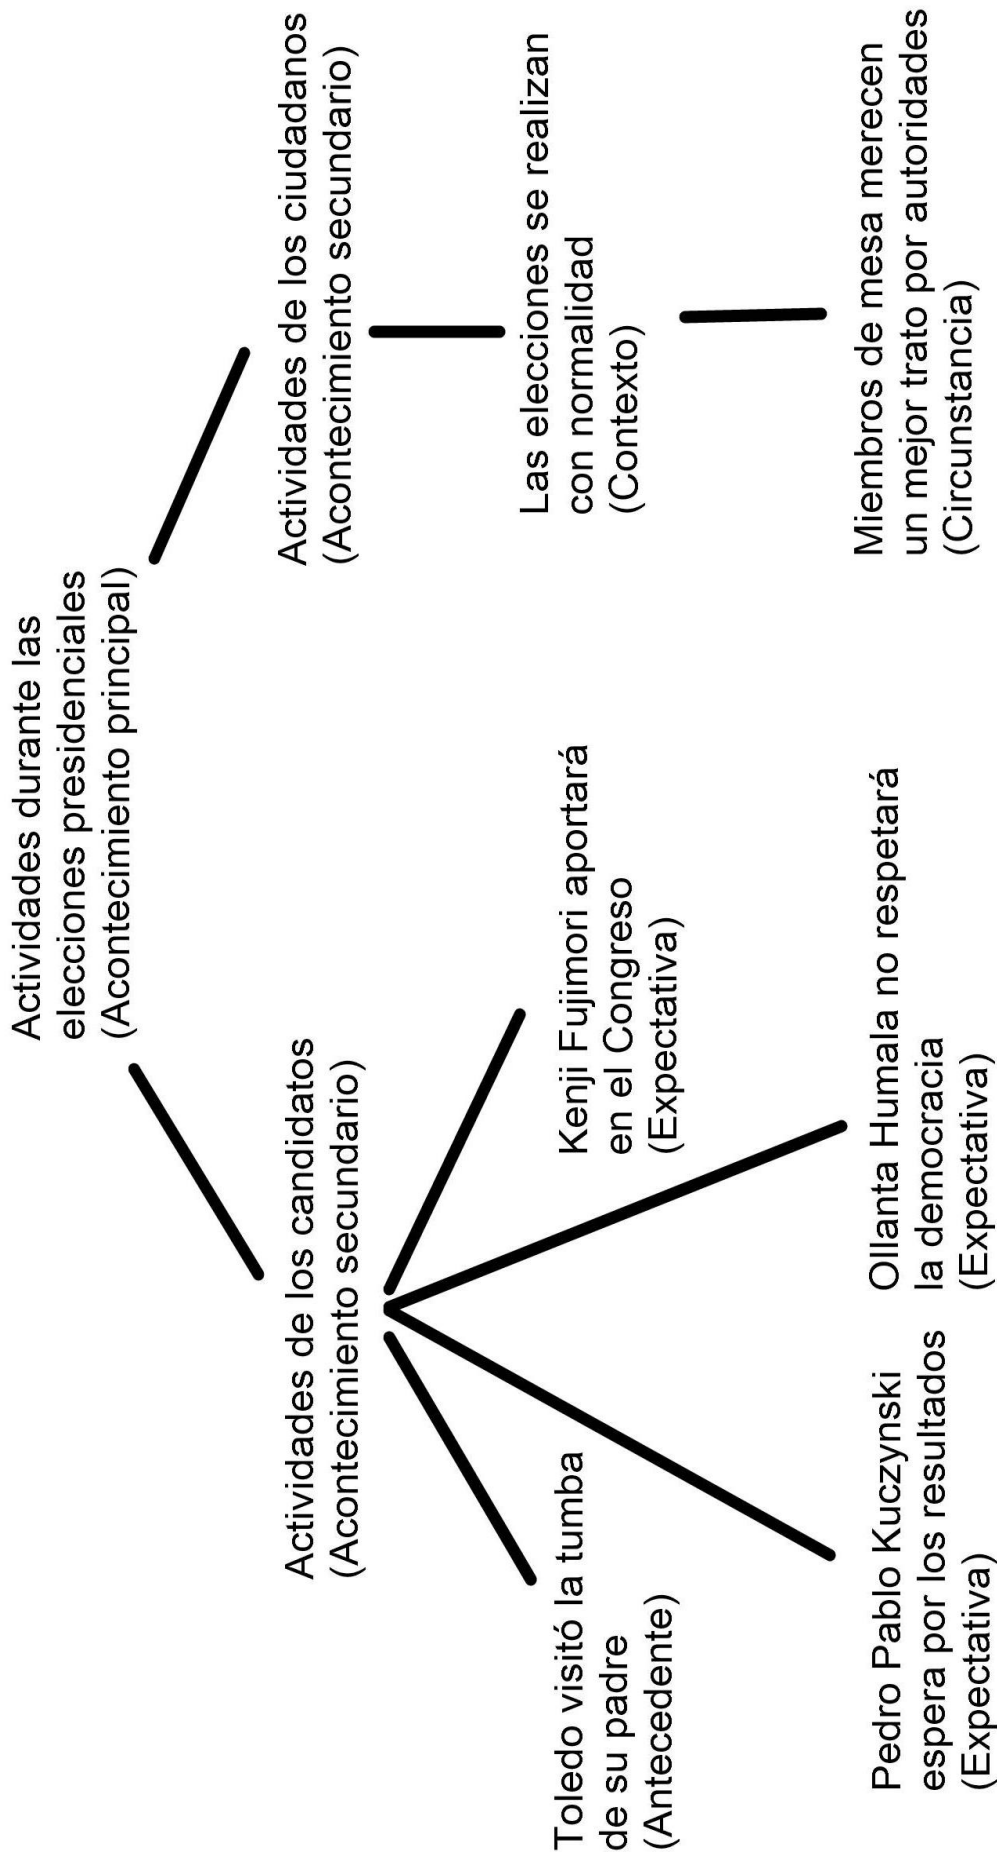 Actividades durante las
elecciones presidenciales
(Acontecimiento principal)
Actividades de los candidatos
(Acontecimiento secundario)
Actividades de los ciudadanos
(Acontecimiento secundario)
Toledo visitó la tumba
de su padre
(Antecedente)
Kenji Fujimori aportará
en el Congreso
(Expectativa)
Las elecciones se realizan
con normalidad
(Contexto)
Pedro Pablo Kuczynski
espera por los resultados
(Expectativa)
Ollanta Humala no respetará
la democracia
(Expectativa)
Miembros de mesa merecen
un mejor trato por autoridades
(Circunstancia)